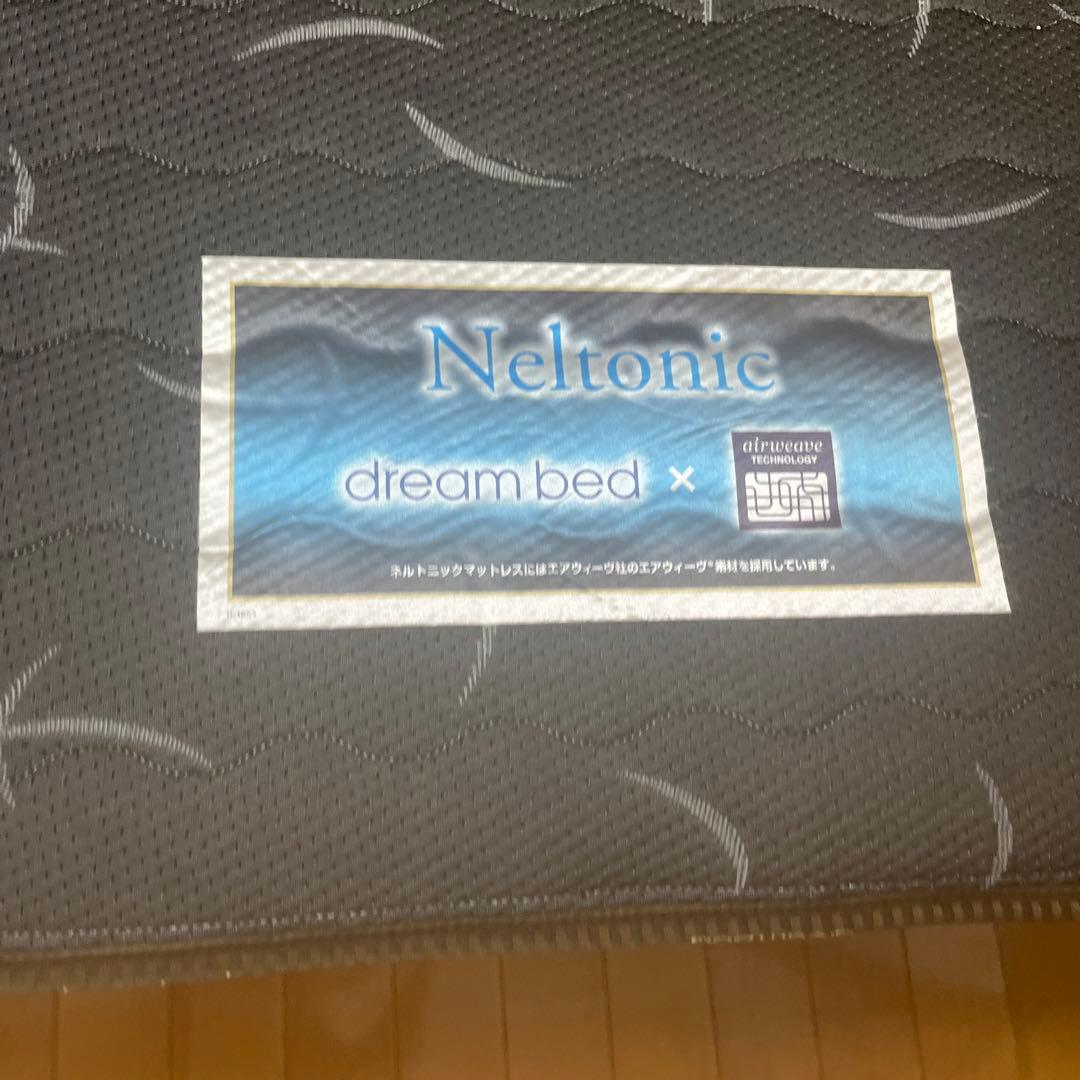 Neltonic
dream bed × airweave
TECHNOLOGY
ネルトニックマットレスにはエアウィーヴ社のエアウィーヴ®素材を採用しています。